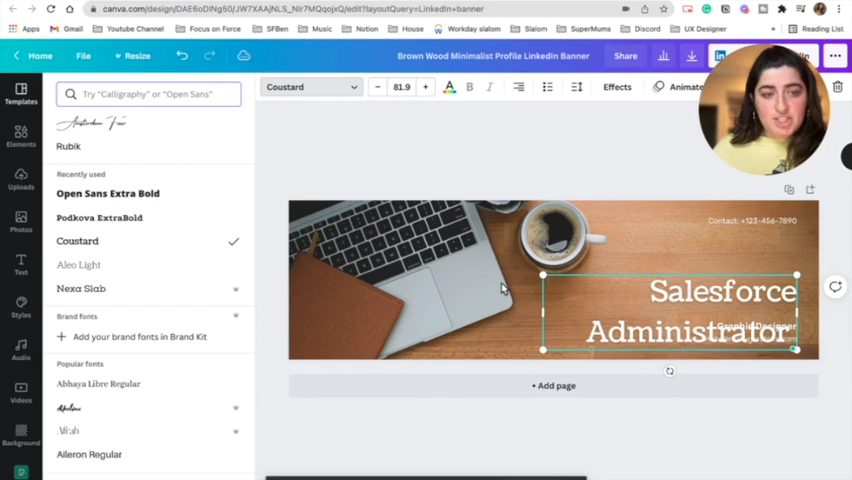 canva.com/design/DAE6oDlNg50/JW7XAAjNLS_Nlr7MQqojxQ/edit?layoutQuery=LinkedIn+banner
Apps
Gmail
YouTube Channel
Focus on Force
SFBen
Music
Notion
House
Workday slalom
Slalom
SuperMums
Discord
UX Designer
Reading List
Home
File
Resize
Brown Wood Minimalist Profile LinkedIn Banner
Share
Templates
Elements
Uploads
Photos
Text
Styles
Audio
Videos
Background
Try "Calligraphy" or "Open Sans"
Amsterdam Four
Rubik
Recently used
Open Sans Extra Bold
Podkova ExtraBold
Coustard
Aleo Light
Nexa Slab
Brand fonts
Add your brand fonts in Brand Kit
Popular fonts
Abhaya Libre Regular
Afrah
Aileron Regular
Coustard
– 81.9 +
A B I
Effects
Animate
Contact: +123-456-7890
Salesforce
Administrator
Graphic Designer
+ Add page